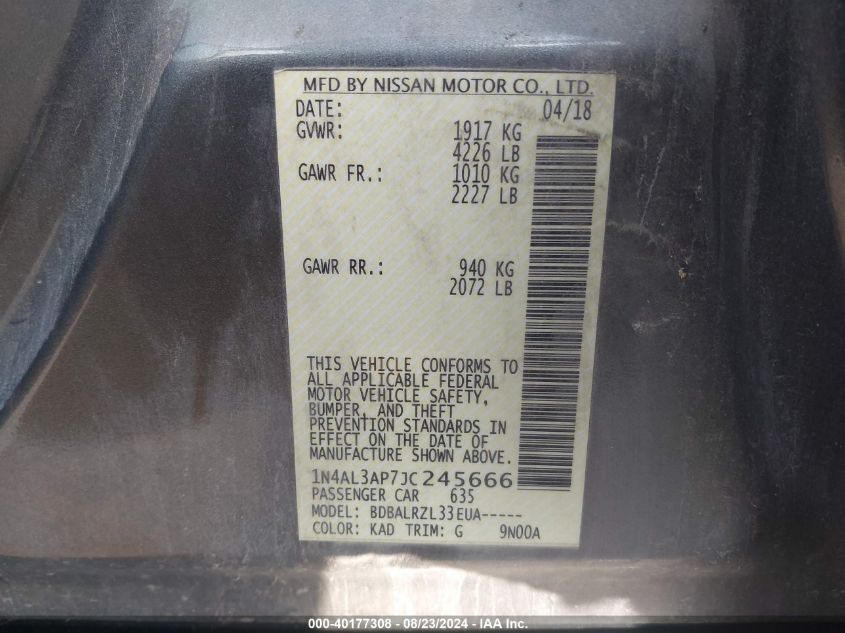 MFD BY NISSAN MOTOR CO., LTD.
DATE: 04/18
GVWR: 1917 KG
4226 LB
GAWR FR.: 1010 KG
2227 LB
GAWR RR.: 940 KG
2072 LB
THIS VEHICLE CONFORMS TO
ALL APPLICABLE FEDERAL
MOTOR VEHICLE SAFETY,
BUMPER, AND THEFT
PREVENTION STANDARDS IN
EFFECT ON THE DATE OF
MANUFACTURE SHOWN ABOVE.
1N4AL3AP7JC245666
PASSENGER CAR 635
MODEL: BDBALRZL33EUA-----
COLOR: KAD TRIM: G 9N00A
000-40177308 - 08/23/2024 - IAA Inc.